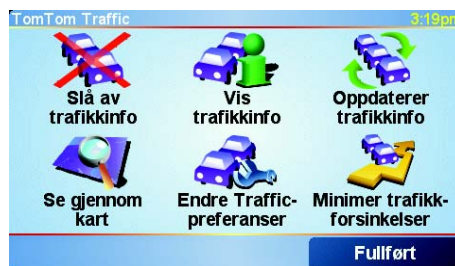 TomTom Traffic 3:19pm
Slå av
trafikkinfo
Vis
trafikkinfo
Oppdaterer
trafikkinfo
Se gjennom
kart
Endre Traffic-
preferanser
Minimer trafikk-
forsinkelser
Fullført